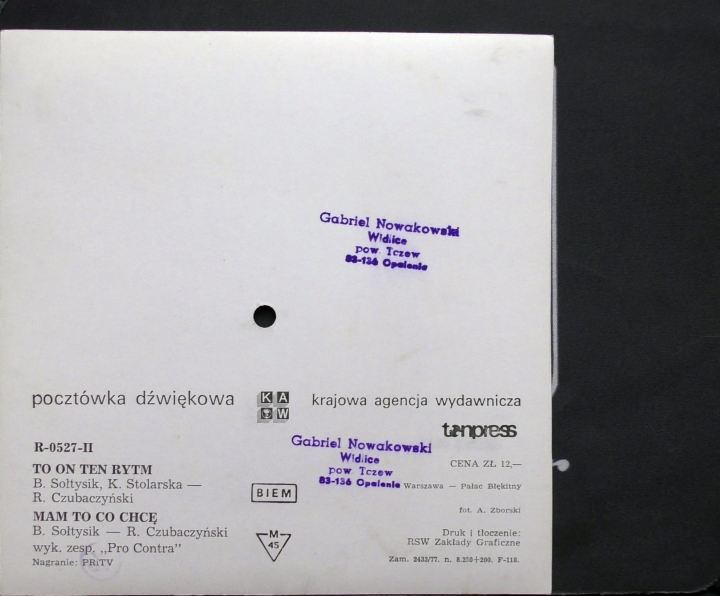 Gabriel Nowakowski
Widlice
pow. Tczew
83-136 Opalenie
pocztówka dźwiękowa
K A W
krajowa agencja wydawnicza
tonpress
R-0527-II
TO ON TEN RYTM
B. Sołtysik, K. Stolarska —
R. Czubaczyński
MAM TO CO CHCĘ
B. Sołtysik — R. Czubaczyński
wyk. zesp. „Pro Contra”
Nagranie: PRiTV
BIEM
M
45
Gabriel Nowakowski
Widlice
pow. Tczew
83-136 Opalenie
CENA ZŁ 12,—
Warszawa — Pałac Błękitny
fot. A. Zborski
Druk i tłoczenie:
RSW Zakłady Graficzne
Zam. 2433/77. n. 8.250+200. F-118.